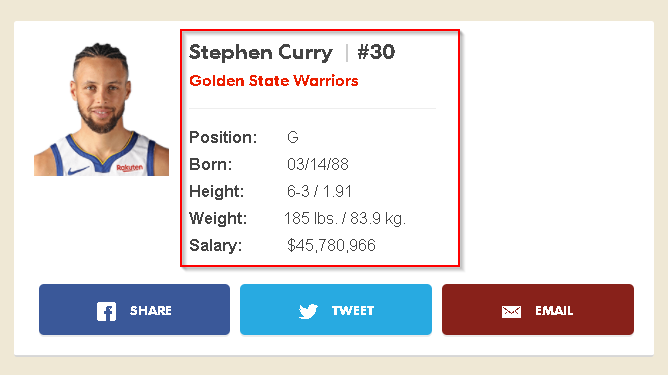 Stephen Curry | #30
Golden State Warriors
Position: G
Born: 03/14/88
Height: 6-3 / 1.91
Weight: 185 lbs. / 83.9 kg.
Salary: $45,780,966
Rakuten
SHARE
TWEET
EMAIL